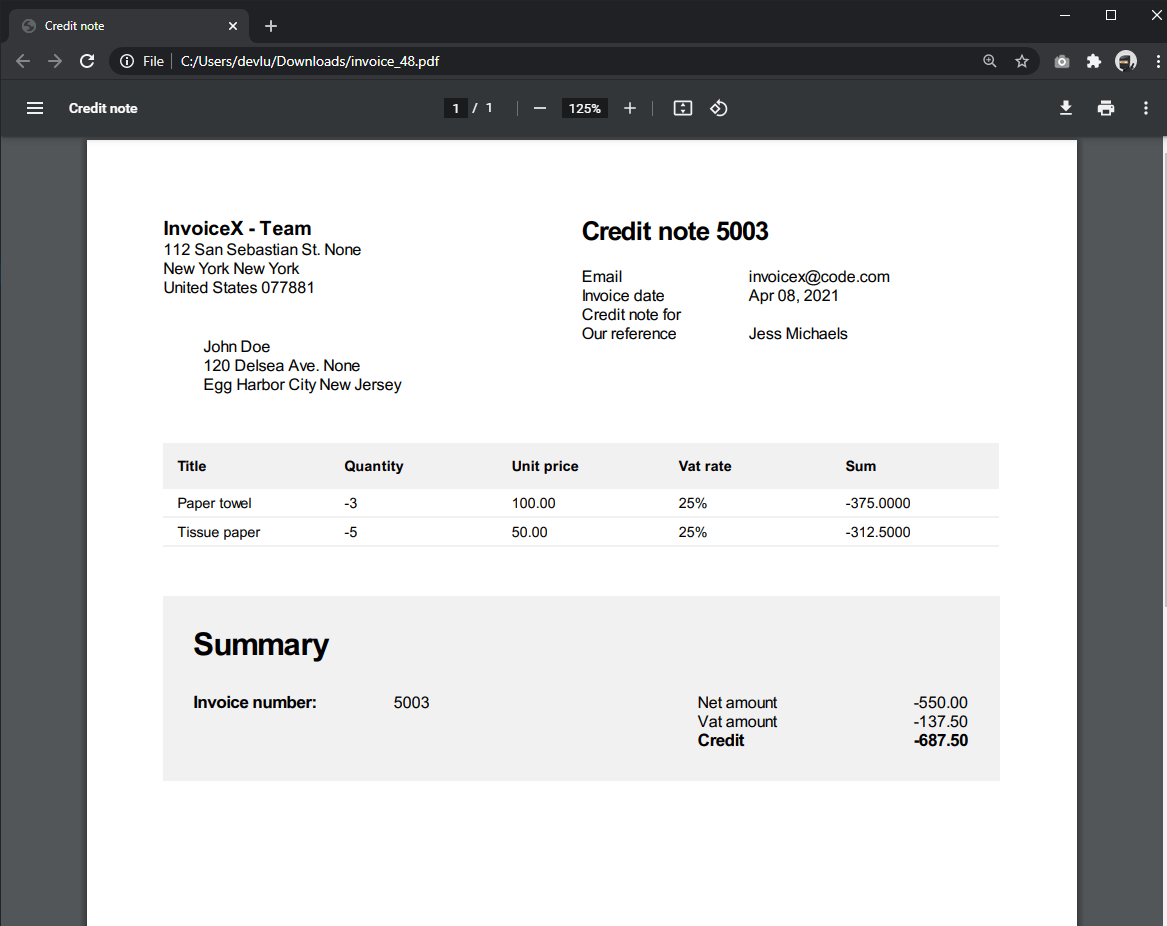 Credit note
File C:/Users/devlu/Downloads/invoice_48.pdf
Credit note 1 / 1 125%
InvoiceX - Team
112 San Sebastian St. None
New York New York
United States 077881
John Doe
120 Delsea Ave. None
Egg Harbor City New Jersey
Credit note 5003
Email invoicex@code.com
Invoice date Apr 08, 2021
Credit note for
Our reference Jess Michaels
Title Quantity Unit price Vat rate Sum
Paper towel -3 100.00 25% -375.0000
Tissue paper -5 50.00 25% -312.5000
Summary
Invoice number: 5003
Net amount -550.00
Vat amount -137.50
Credit -687.50